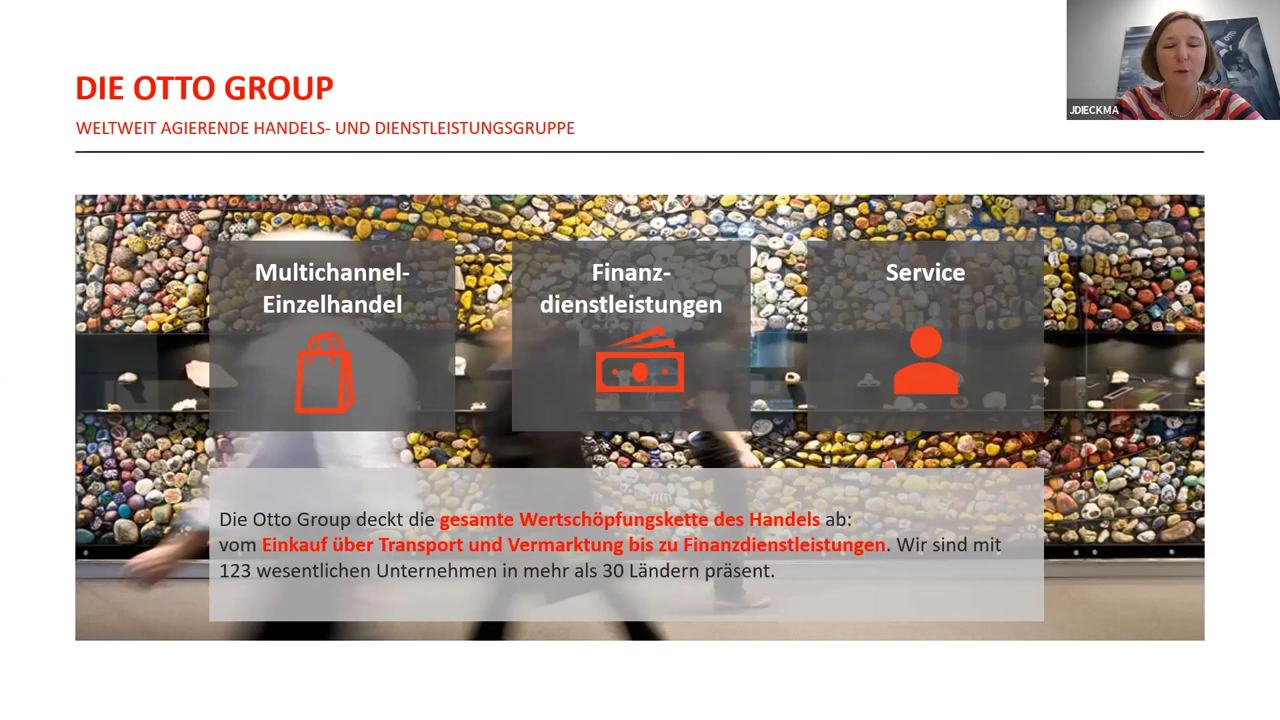 DIE OTTO GROUP
WELTWEIT AGIERENDE HANDELS- UND DIENSTLEISTUNGSGRUPPE
JDIECKMA
Multichannel-
Einzelhandel
Finanz-
dienstleistungen
Service
Die Otto Group deckt die gesamte Wertschöpfungskette des Handels ab:
vom Einkauf über Transport und Vermarktung bis zu Finanzdienstleistungen. Wir sind mit
123 wesentlichen Unternehmen in mehr als 30 Ländern präsent.